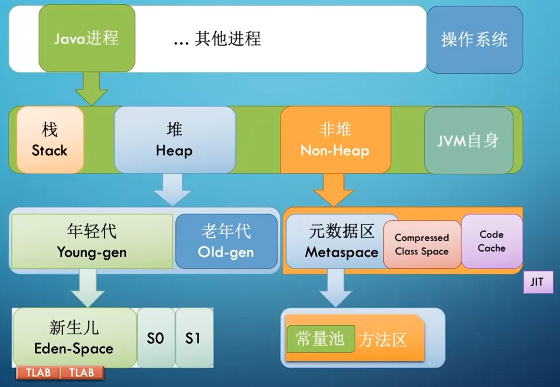 Java进程
... 其他进程
操作系统
栈
Stack
堆
Heap
非堆
Non-Heap
JVM自身
年轻代
Young-gen
老年代
Old-gen
元数据区
Metaspace
Compressed
Class Space
Code
Cache
JIT
新生儿
Eden-Space
S0
S1
常量池
方法区
TLAB
TLAB